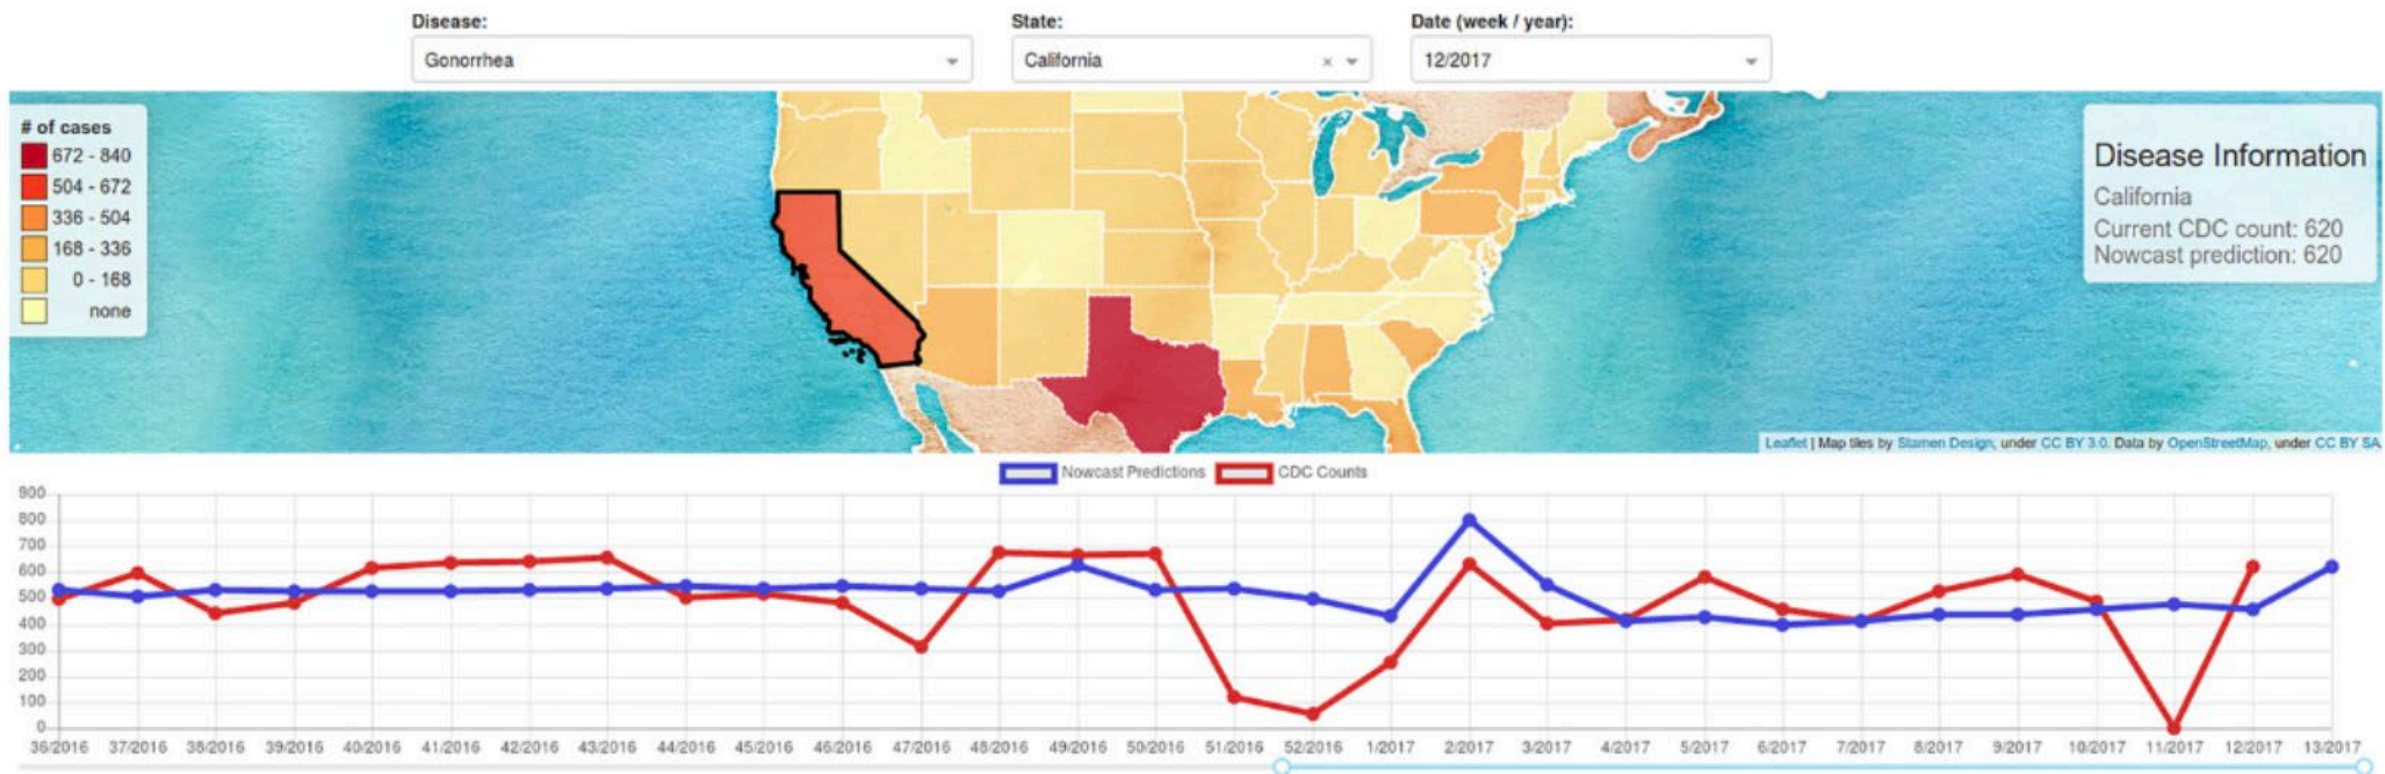 Disease:
State:
Date (week / year):
Gonorrhea
California
×
12/2017
# of cases
672 - 840
504 - 672
336 - 504
168 - 336
0 - 168
none
Disease Information
California
Current CDC count: 620
Nowcast prediction: 620
Leaflet | Map tiles by Stamen Design, under CC BY 3.0. Data by OpenStreetMap, under CC BY SA
Nowcast Predictions
CDC Counts
900
800
700
600
500
400
300
200
100
0
36/2016 37/2016 38/2016 39/2016 40/2016 41/2016 42/2016 43/2016 44/2016 45/2016 46/2016 47/2016 48/2016 49/2016 50/2016 51/2016 52/2016 1/2017 2/2017 3/2017 4/2017 5/2017 6/2017 7/2017 8/2017 9/2017 10/2017 11/2017 12/2017 13/2017